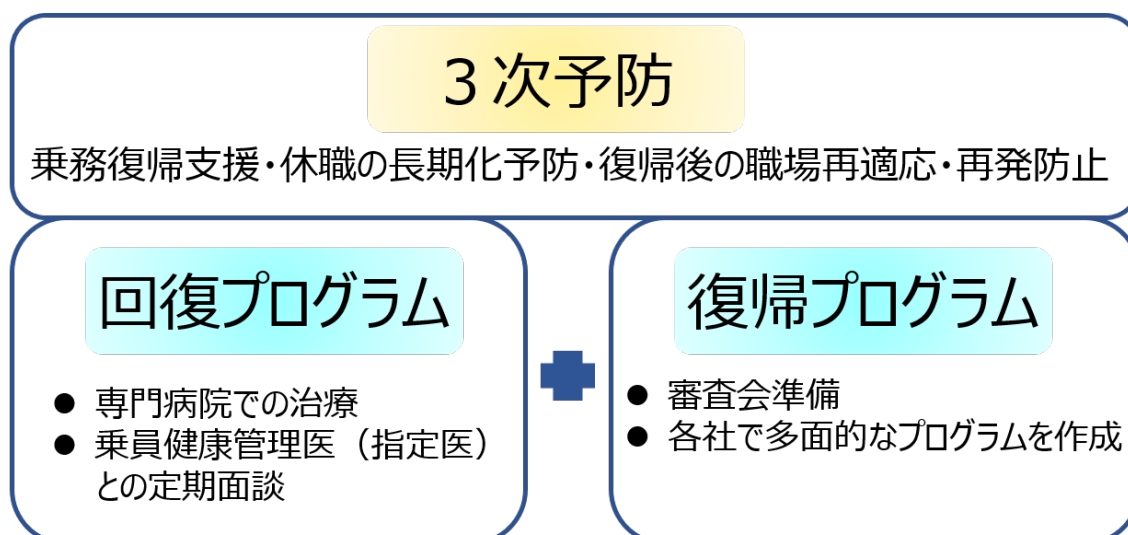 ３次予防
乗務復帰支援・休職の長期化予防・復帰後の職場再適応・再発防止
回復プログラム
● 専門病院での治療
● 乗員健康管理医（指定医）
との定期面談
復帰プログラム
● 審査会準備
● 各社で多面的なプログラムを作成